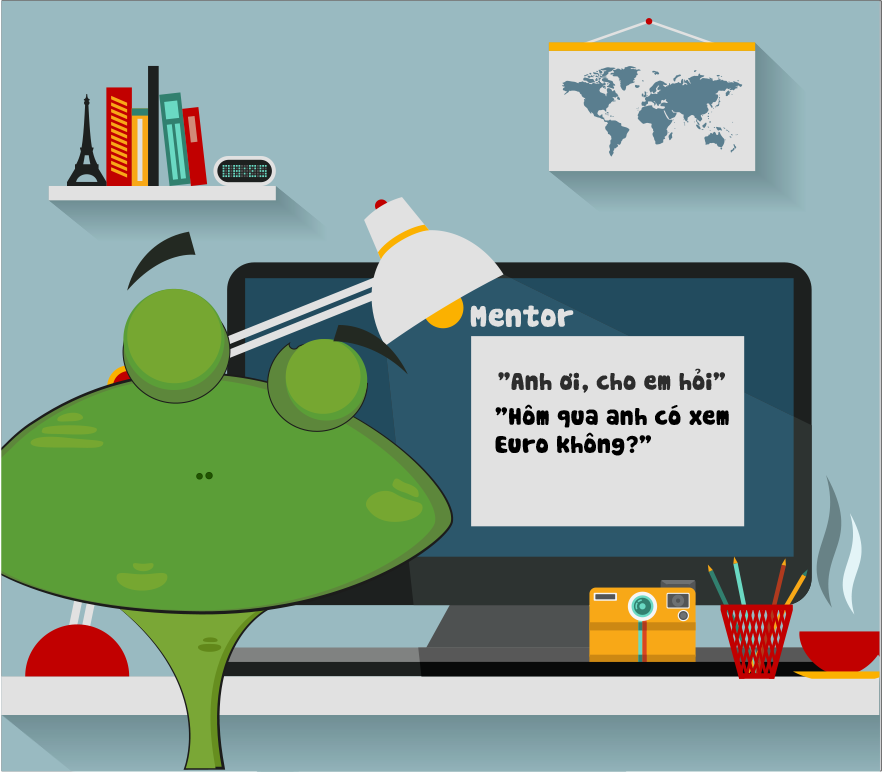 Mentor
"Anh ơi, cho em hỏi"
"Hôm qua anh có xem
Euro không?"